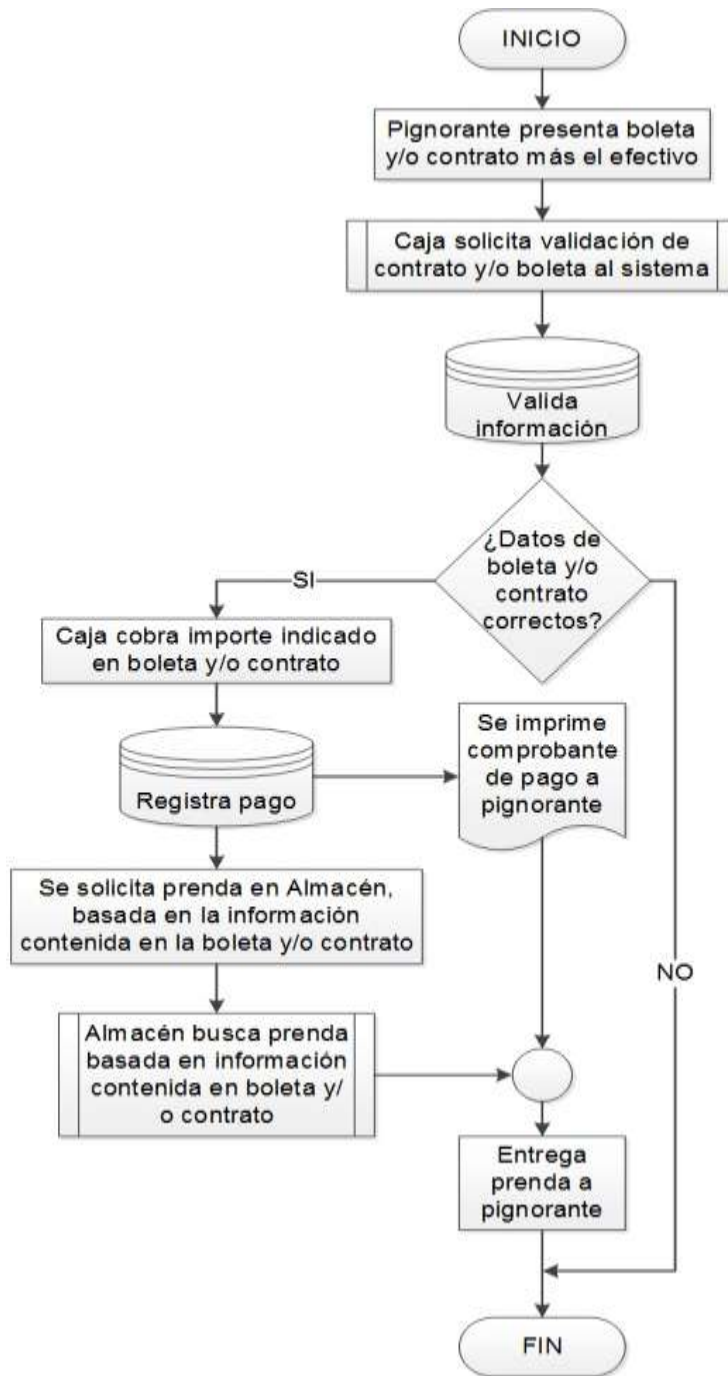 INICIO
Pignorante presenta boleta
y/o contrato más el efectivo
Caja solicita validación de
contrato y/o boleta al sistema
Valida
información
¿Datos de
boleta y/o
contrato
correctos?
SI
Caja cobra importe indicado
en boleta y/o contrato
Registra pago
Se imprime
comprobante
de pago a
pignorante
Se solicita prenda en Almacén,
basada en la información
contenida en la boleta y/o contrato
NO
Almacén busca prenda
basada en información
contenida en boleta y/
o contrato
Entrega
prenda a
pignorante
FIN